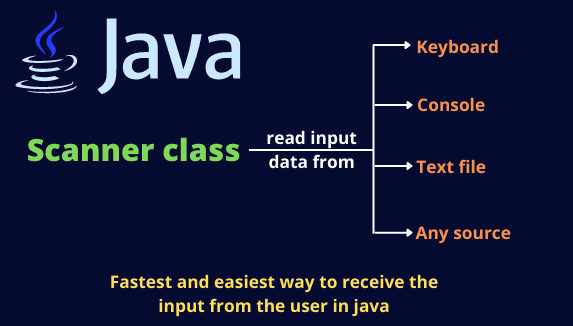 Java
Scanner class
read input
data from
Keyboard
Console
Text file
Any source
Fastest and easiest way to receive the
input from the user in java